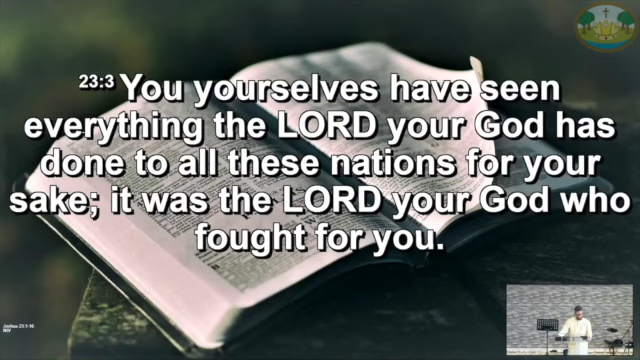 23:3 You yourselves have seen
everything the LORD your God has
done to all these nations for your
sake; it was the LORD your God who
fought for you.
Joshua 23:1-16
NIV